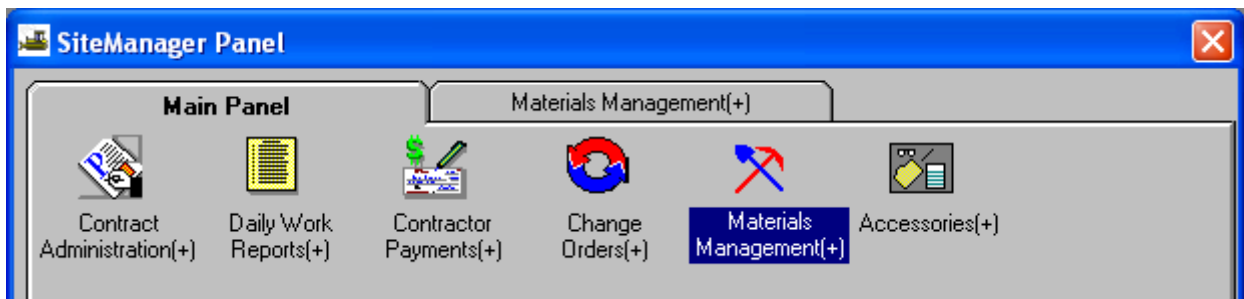 SiteManager Panel
Main Panel
Materials Management(+)
Contract
Administration(+)
Daily Work
Reports(+)
Contractor
Payments(+)
Change
Orders(+)
Materials
Management(+)
Accessories(+)